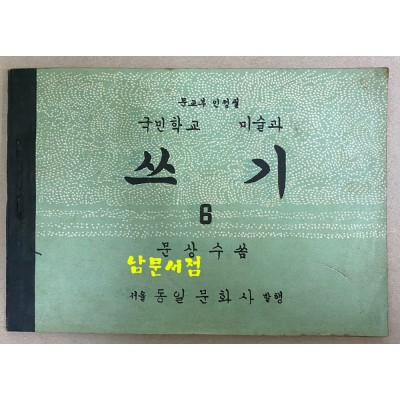 문교부 인정필
국민학교 미술과
쓰기
6
문상수 씀
남문서점
서울 동일문화사 발행